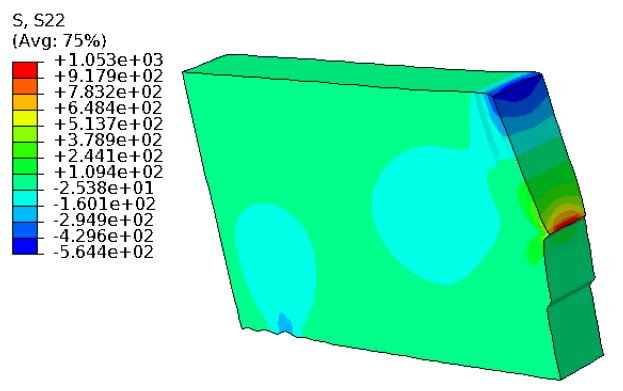 S, S22
(Avg: 75%)
+1.053e+03
+9.179e+02
+7.832e+02
+6.484e+02
+5.137e+02
+3.789e+02
+2.441e+02
+1.094e+02
-2.538e+01
-1.601e+02
-2.949e+02
-4.296e+02
-5.644e+02